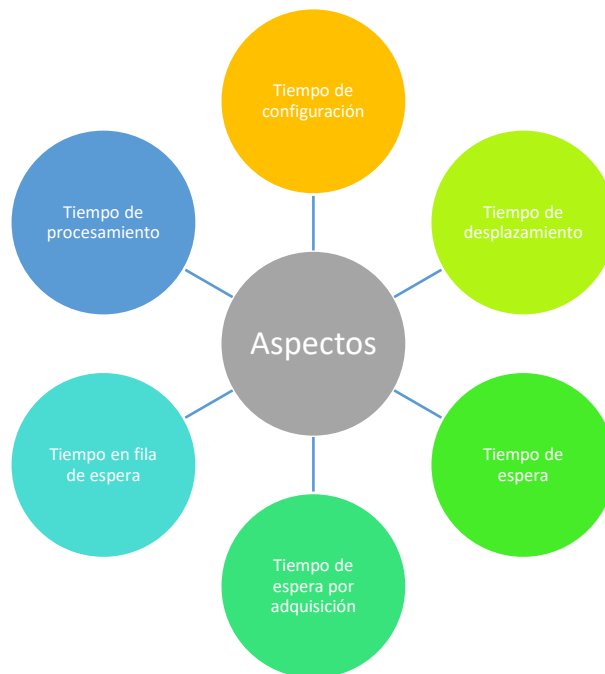 Tiempo de
configuración
Tiempo de
procesamiento
Tiempo de
desplazamiento
Aspectos
Tiempo en fila
de espera
Tiempo de
espera
Tiempo de
espera por
adquisición